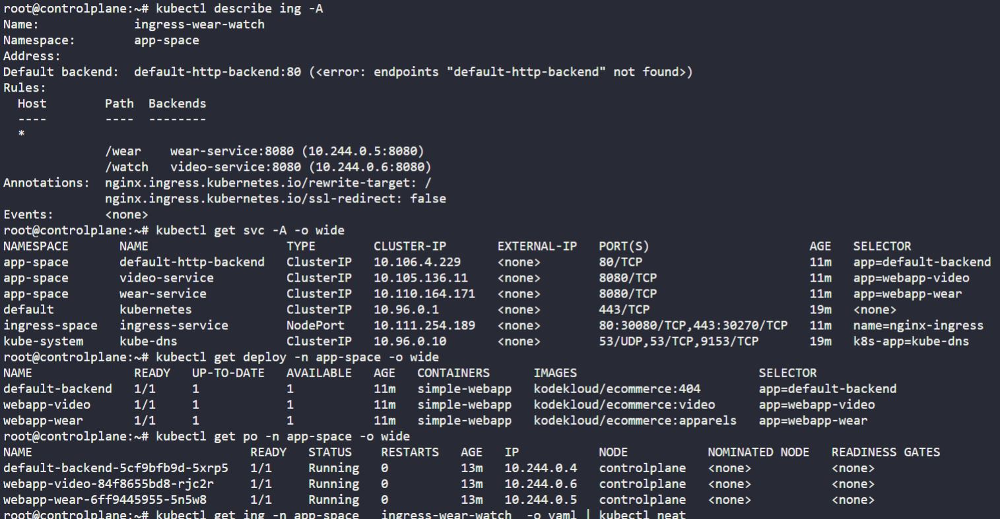 root@controlplane:~# kubectl describe ing -A
Name:             ingress-wear-watch
Namespace:        app-space
Address:
Default backend:  default-http-backend:80 (<error: endpoints "default-http-backend" not found>)
Rules:
  Host        Path  Backends
  ----        ----  --------
  *
              /wear    wear-service:8080 (10.244.0.5:8080)
              /watch   video-service:8080 (10.244.0.6:8080)
Annotations:  nginx.ingress.kubernetes.io/rewrite-target: /
              nginx.ingress.kubernetes.io/ssl-redirect: false
Events:       <none>
root@controlplane:~# kubectl get svc -A -o wide
NAMESPACE       NAME                   TYPE        CLUSTER-IP       EXTERNAL-IP   PORT(S)                      AGE   SELECTOR
app-space       default-http-backend   ClusterIP   10.106.4.229     <none>        80/TCP                       11m   app=default-backend
app-space       video-service          ClusterIP   10.105.136.11    <none>        8080/TCP                     11m   app=webapp-video
app-space       wear-service           ClusterIP   10.110.164.171   <none>        8080/TCP                     11m   app=webapp-wear
default         kubernetes             ClusterIP   10.96.0.1        <none>        443/TCP                      19m   <none>
ingress-space   ingress-service        NodePort    10.111.254.189   <none>        80:30080/TCP,443:30270/TCP   11m   name=nginx-ingress
kube-system     kube-dns               ClusterIP   10.96.0.10       <none>        53/UDP,53/TCP,9153/TCP       19m   k8s-app=kube-dns
root@controlplane:~# kubectl get deploy -n app-space -o wide
NAME              READY   UP-TO-DATE   AVAILABLE   AGE   CONTAINERS      IMAGES                         SELECTOR
default-backend   1/1     1            1           11m   simple-webapp   kodekloud/ecommerce:404        app=default-backend
webapp-video      1/1     1            1           11m   simple-webapp   kodekloud/ecommerce:video      app=webapp-video
webapp-wear       1/1     1            1           11m   simple-webapp   kodekloud/ecommerce:apparels   app=webapp-wear
root@controlplane:~# kubectl get po -n app-space -o wide
NAME                              READY   STATUS    RESTARTS   AGE   IP           NODE           NOMINATED NODE   READINESS GATES
default-backend-5cf9bfb9d-5xrp5   1/1     Running   0          13m   10.244.0.4   controlplane   <none>           <none>
webapp-video-84f8655bd8-rjc2r     1/1     Running   0          13m   10.244.0.6   controlplane   <none>           <none>
webapp-wear-6ff9445955-5n5w8      1/1     Running   0          13m   10.244.0.5   controlplane   <none>           <none>
root@controlplane:~# kubectl get ing -n app-space   ingress-wear-watch  -o yaml | kubectl neat